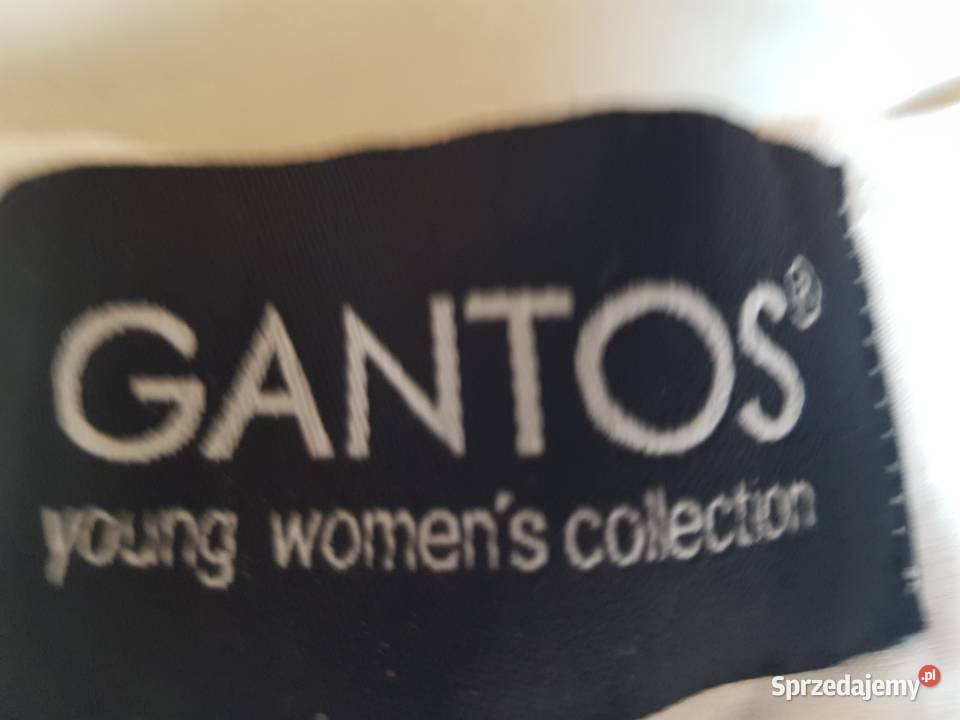 GANTOS®
young women's collection
Sprzedajemy.pl